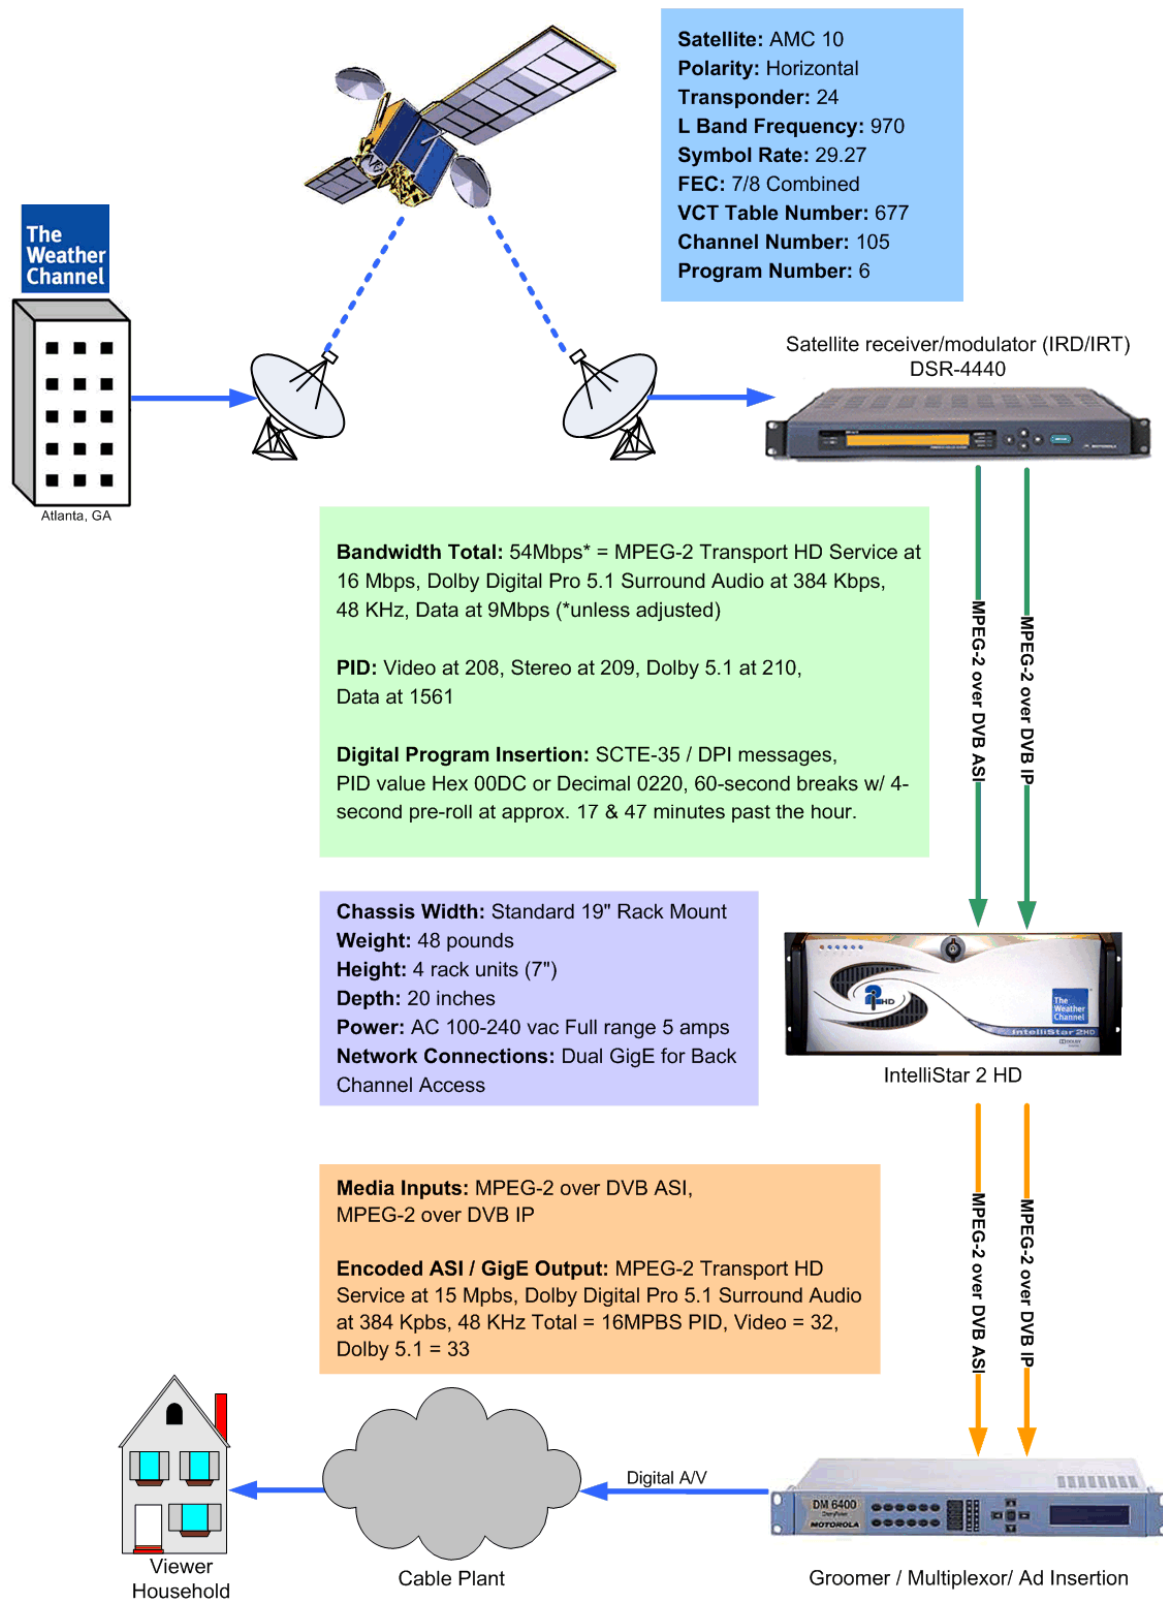 Satellite: AMC 10
Polarity: Horizontal
Transponder: 24
L Band Frequency: 970
Symbol Rate: 29.27
FEC: 7/8 Combined
VCT Table Number: 677
Channel Number: 105
Program Number: 6
The
Weather
Channel
Atlanta, GA
Satellite receiver/modulator (IRD/IRT)
DSR-4440
MOTOROLA
Bandwidth Total: 54Mbps* = MPEG-2 Transport HD Service at
16 Mbps, Dolby Digital Pro 5.1 Surround Audio at 384 Kbps,
48 KHz, Data at 9Mbps (*unless adjusted)
PID: Video at 208, Stereo at 209, Dolby 5.1 at 210,
Data at 1561
Digital Program Insertion: SCTE-35 / DPI messages,
PID value Hex 00DC or Decimal 0220, 60-second breaks w/ 4-
second pre-roll at approx. 17 & 47 minutes past the hour.
MPEG-2 over DVB ASI
MPEG-2 over DVB IP
Chassis Width: Standard 19" Rack Mount
Weight: 48 pounds
Height: 4 rack units (7")
Depth: 20 inches
Power: AC 100-240 vac Full range 5 amps
Network Connections: Dual GigE for Back
Channel Access
2 HD
The
Weather
Channel
IntelliStar 2 HD
IntelliStar 2 HD
Media Inputs: MPEG-2 over DVB ASI,
MPEG-2 over DVB IP
Encoded ASI / GigE Output: MPEG-2 Transport HD
Service at 15 Mpbs, Dolby Digital Pro 5.1 Surround Audio
at 384 Kpbs, 48 KHz Total = 16MPBS PID, Video = 32,
Dolby 5.1 = 33
MPEG-2 over DVB ASI
MPEG-2 over DVB IP
Digital A/V
DM 6400
MOTOROLA
Viewer
Household
Cable Plant
Groomer / Multiplexor/ Ad Insertion